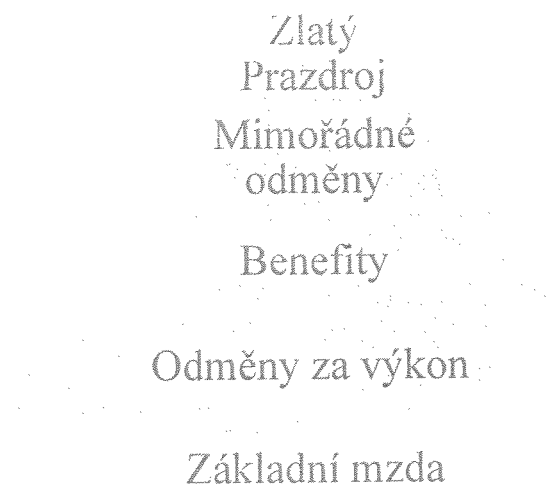 Zlatý
Prazdroj
Mimořádné
odměny
Benefity
Odměny za výkon
Základní mzda